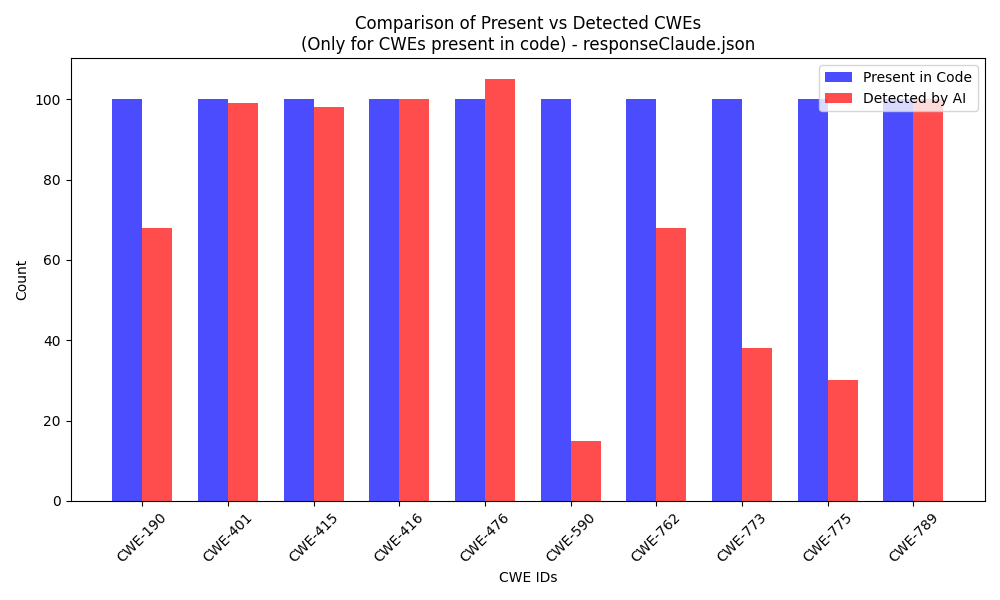 Comparison of Present vs Detected CWEs
(Only for CWEs present in code) - responseClaude.json
Present in Code
Detected by AI
Count
100
80
60
40
20
0
CWE-190
CWE-401
CWE-415
CWE-416
CWE-476
CWE-590
CWE-762
CWE-773
CWE-775
CWE-789
CWE IDs